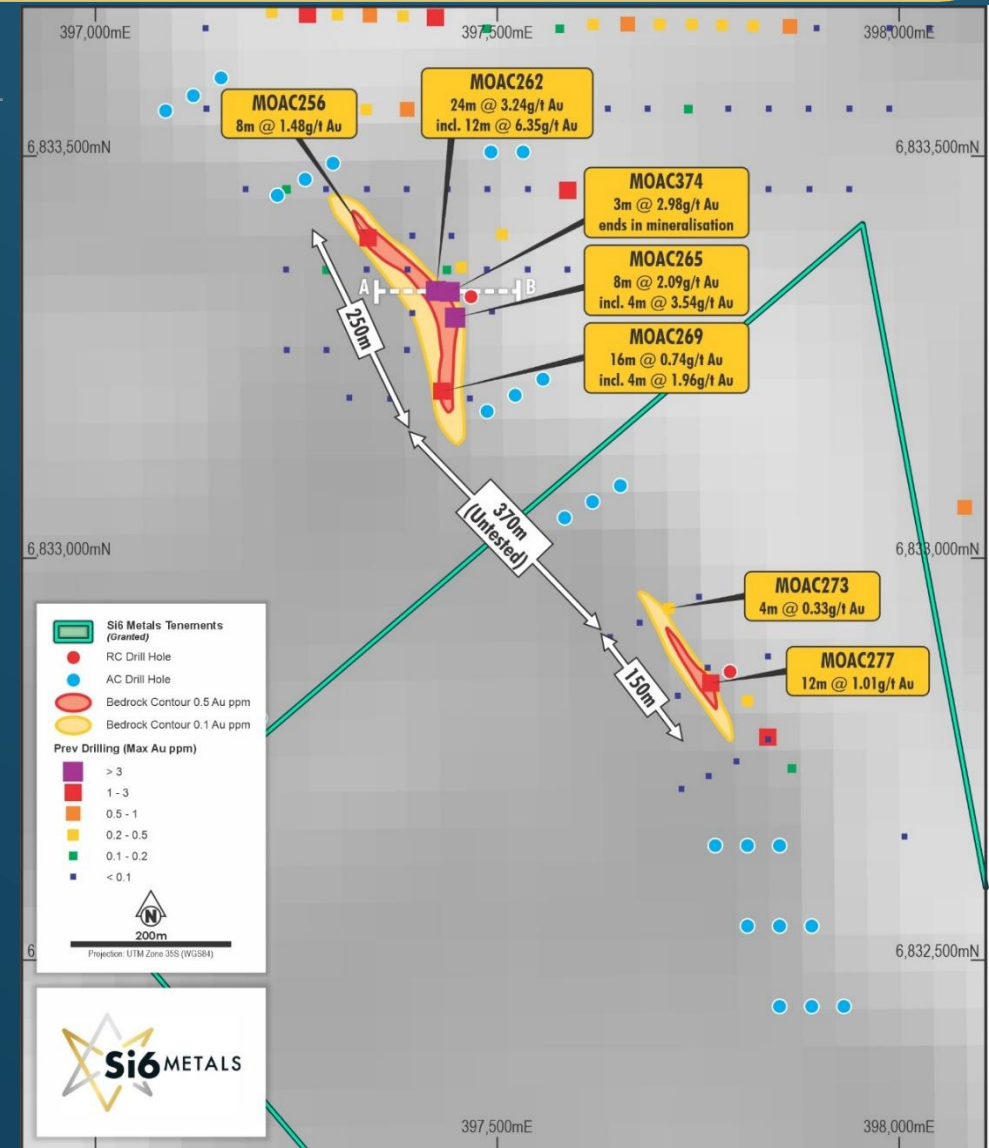 397,000mE
397,500mE
398,000mE
MOAC256
8m @ 1.48g/t Au
MOAC262
24m @ 3.24g/t Au
incl. 12m @ 6.35g/t Au
6,833,500mN
6,833,500mN
MOAC374
3m @ 2.98g/t Au
ends in mineralisation
A
B
MOAC265
8m @ 2.09g/t Au
incl. 4m @ 3.54g/t Au
250m
MOAC269
16m @ 0.74g/t Au
incl. 4m @ 1.96g/t Au
370m
(Untested)
6,833,000mN
6,833,000mN
MOAC273
4m @ 0.33g/t Au
MOAC277
12m @ 1.01g/t Au
150m
Si6 Metals Tenements
(Granted)
RC Drill Hole
AC Drill Hole
Bedrock Contour 0.5 Au ppm
Bedrock Contour 0.1 Au ppm
Prev Drilling (Max Au ppm)
> 3
1 - 3
0.5 - 1
0.2 - 0.5
0.1 - 0.2
< 0.1
N
200m
Projection: UTM Zone 35S (WGS84)
6
6,832,500mN
Si6 METALS
397,500mE
398,000mE